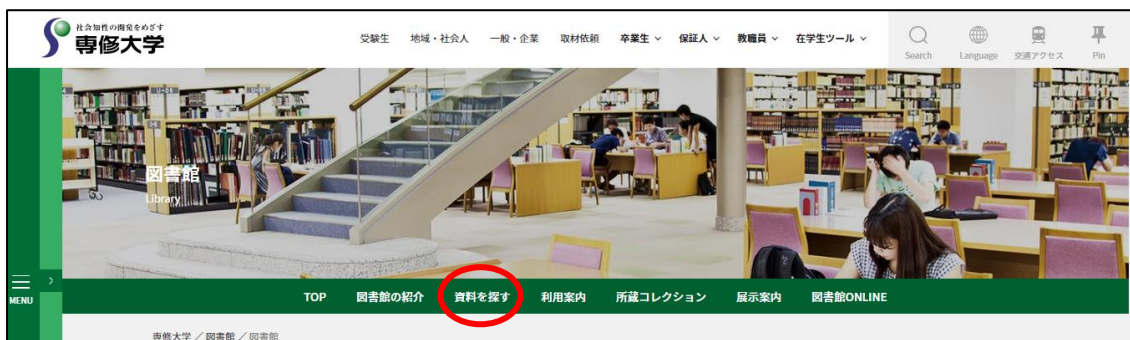 社会知性の開発をめざす
専修大学
受験生 地域・社会人 一般・企業 取材依頼 卒業生 保証人 教職員 在学生ツール
Search Language 交通アクセス Pin
図書館
Library
MENU
TOP 図書館の紹介 資料を探す 利用案内 所蔵コレクション 展示案内 図書館ONLINE
専修大学 / 図書館 / 図書館